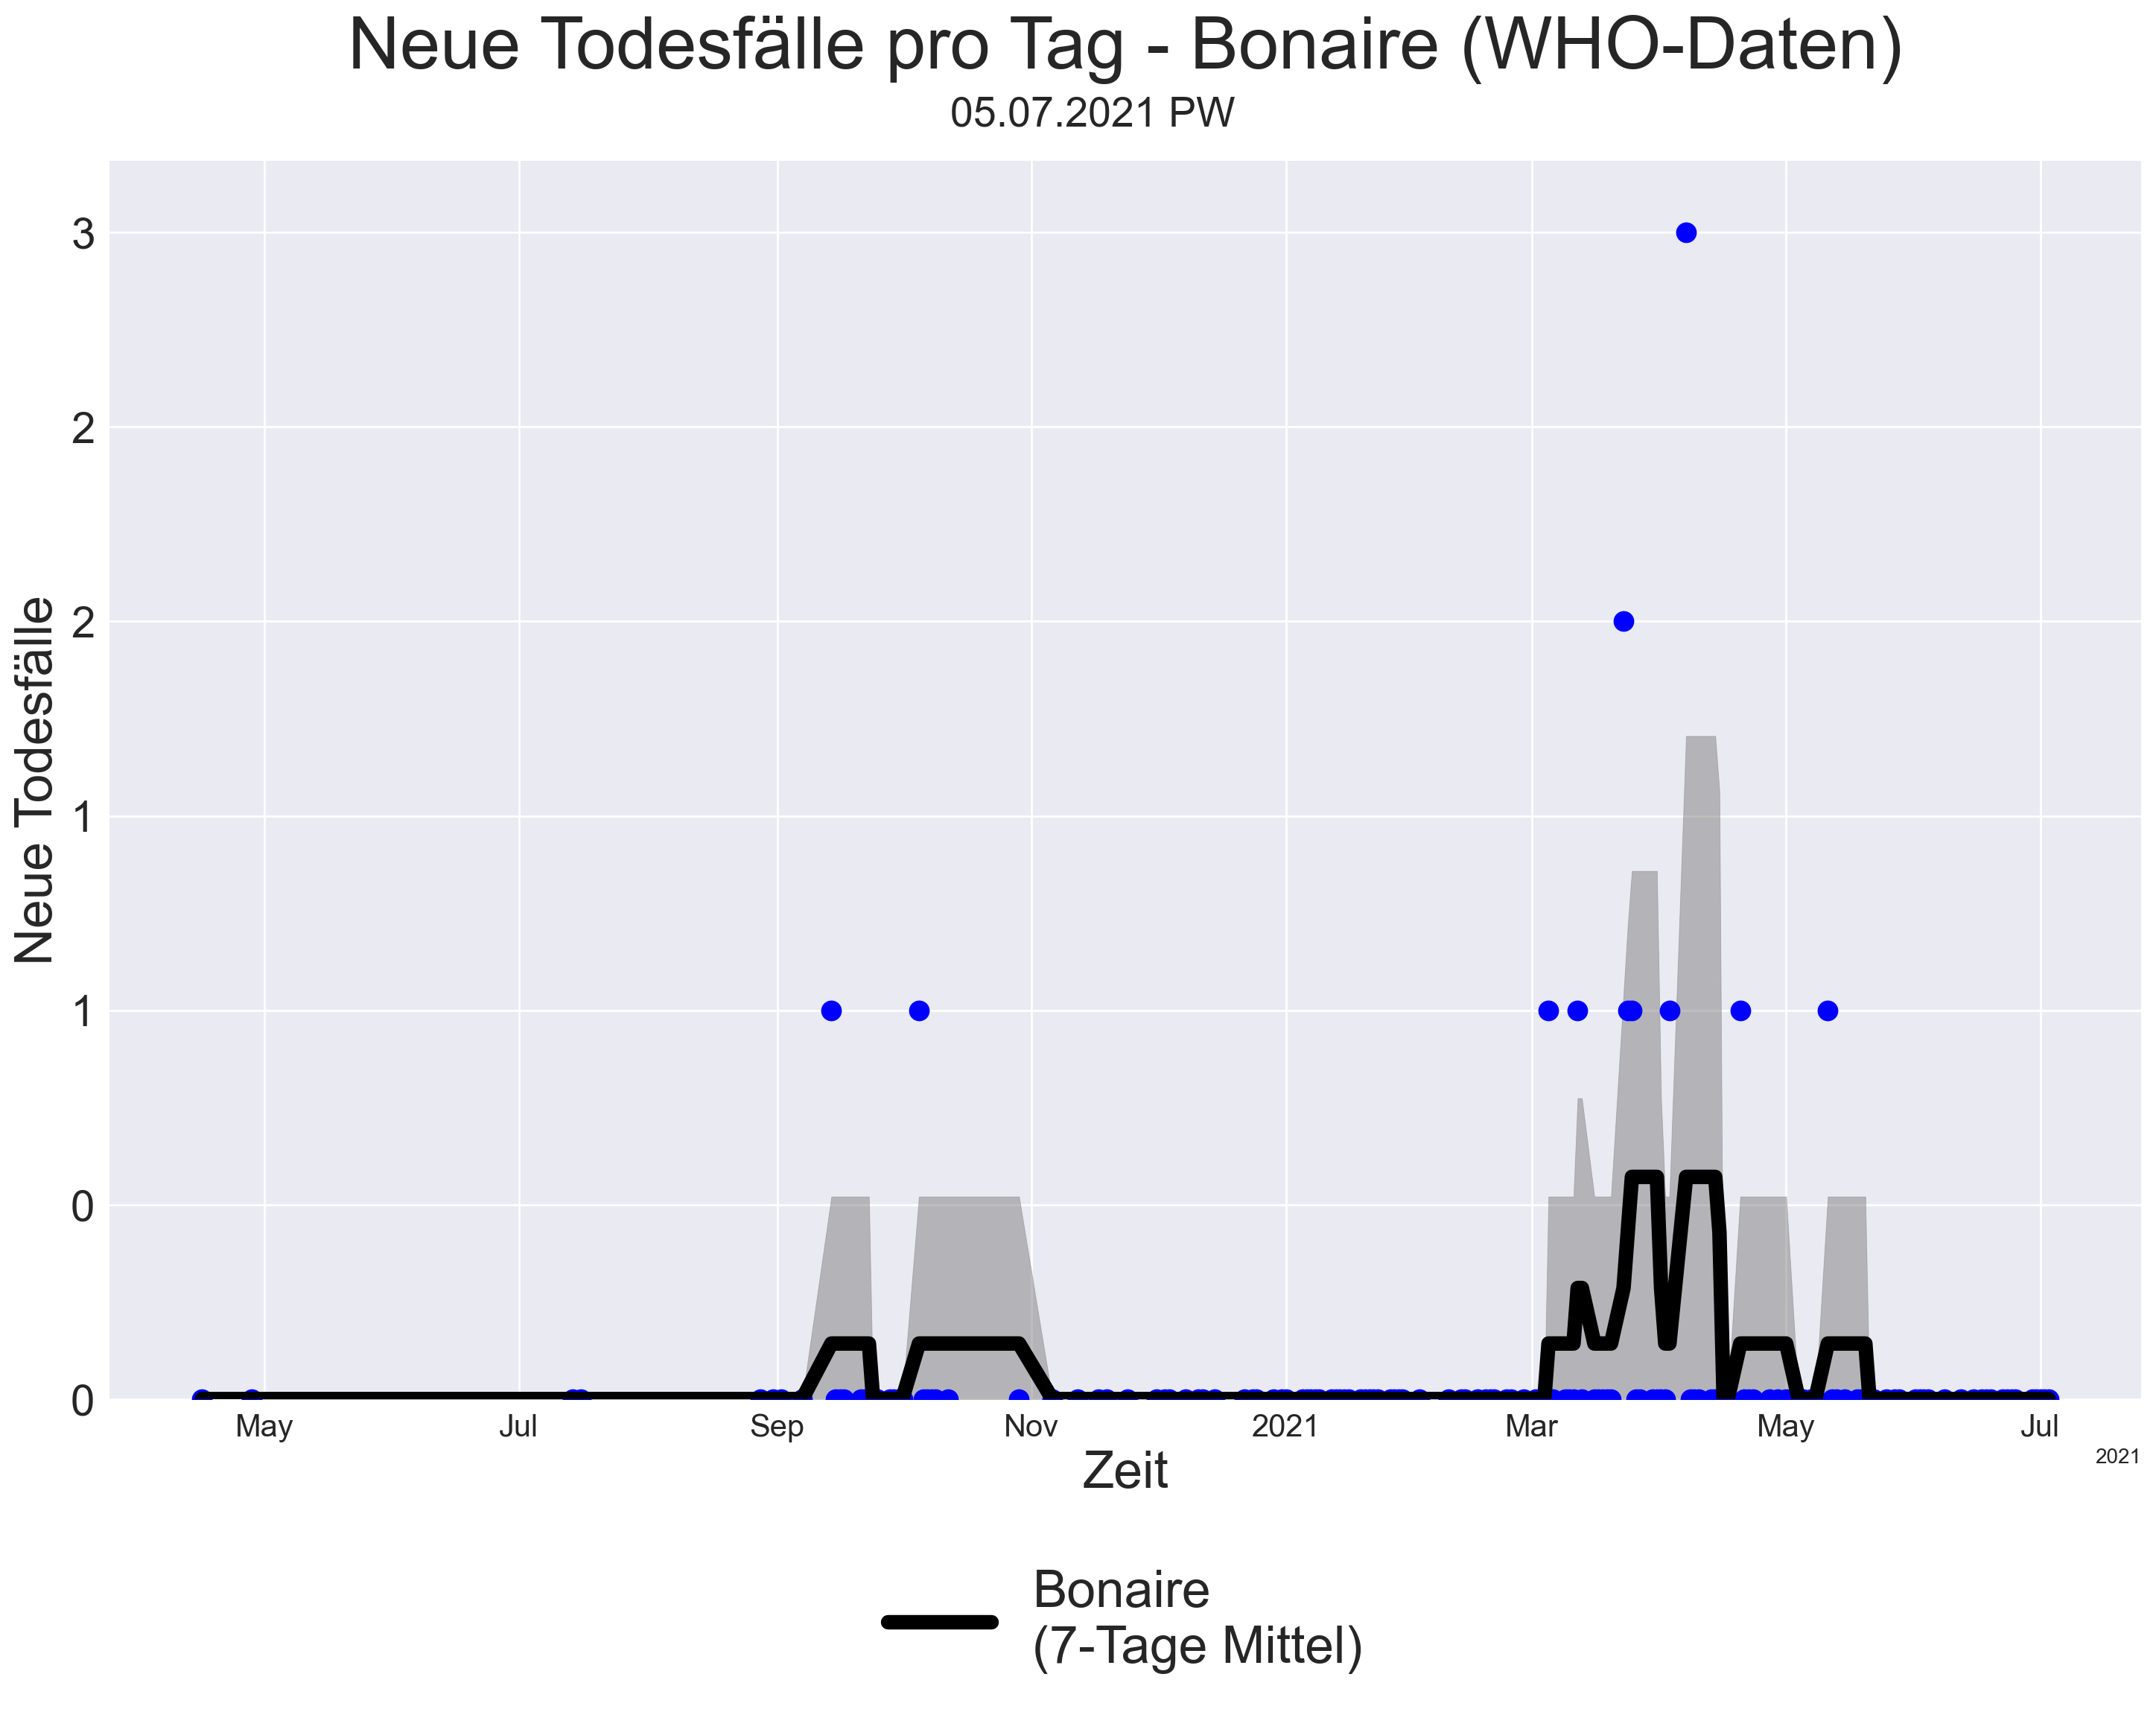 Neue Todesfälle pro Tag - Bonaire (WHO-Daten)
05.07.2021 PW
Neue Todesfälle
3
2
2
1
1
0
0
May Jul Sep Nov 2021 Mar May Jul
2021
Zeit
Bonaire
(7-Tage Mittel)